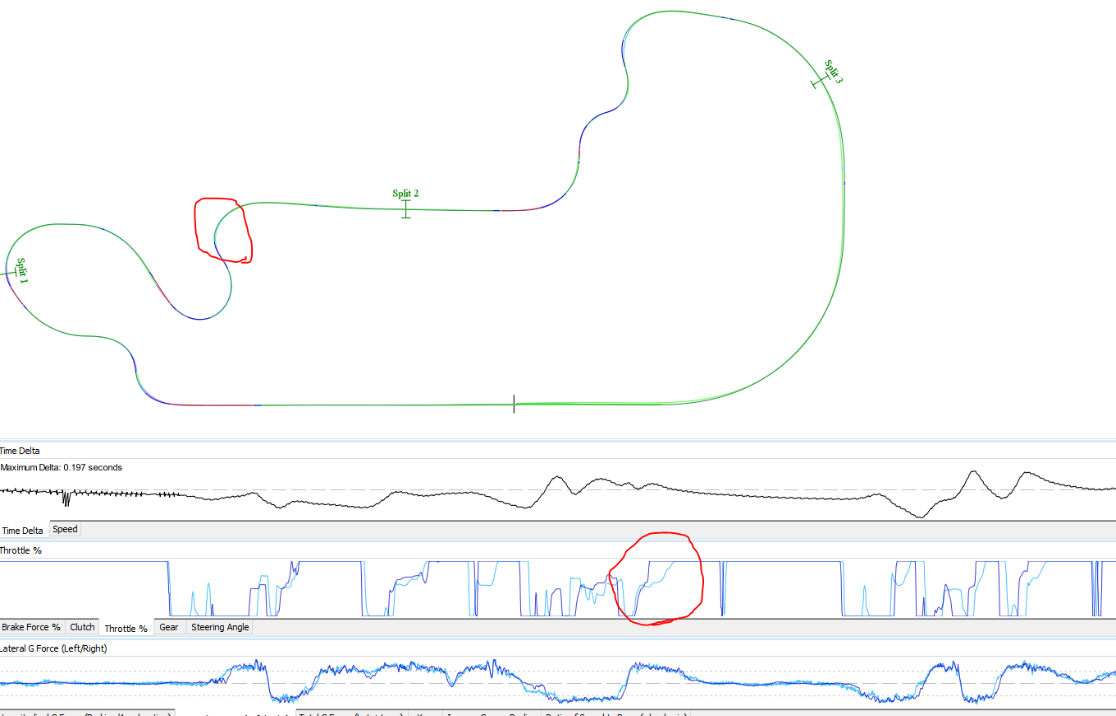 Split 3
Split 2
Split 1
Time Delta
Maximum Delta: 0.197 seconds
Time Delta Speed
Throttle %
Brake Force % Clutch Throttle % Gear Steering Angle
Lateral G Force (Left/Right)